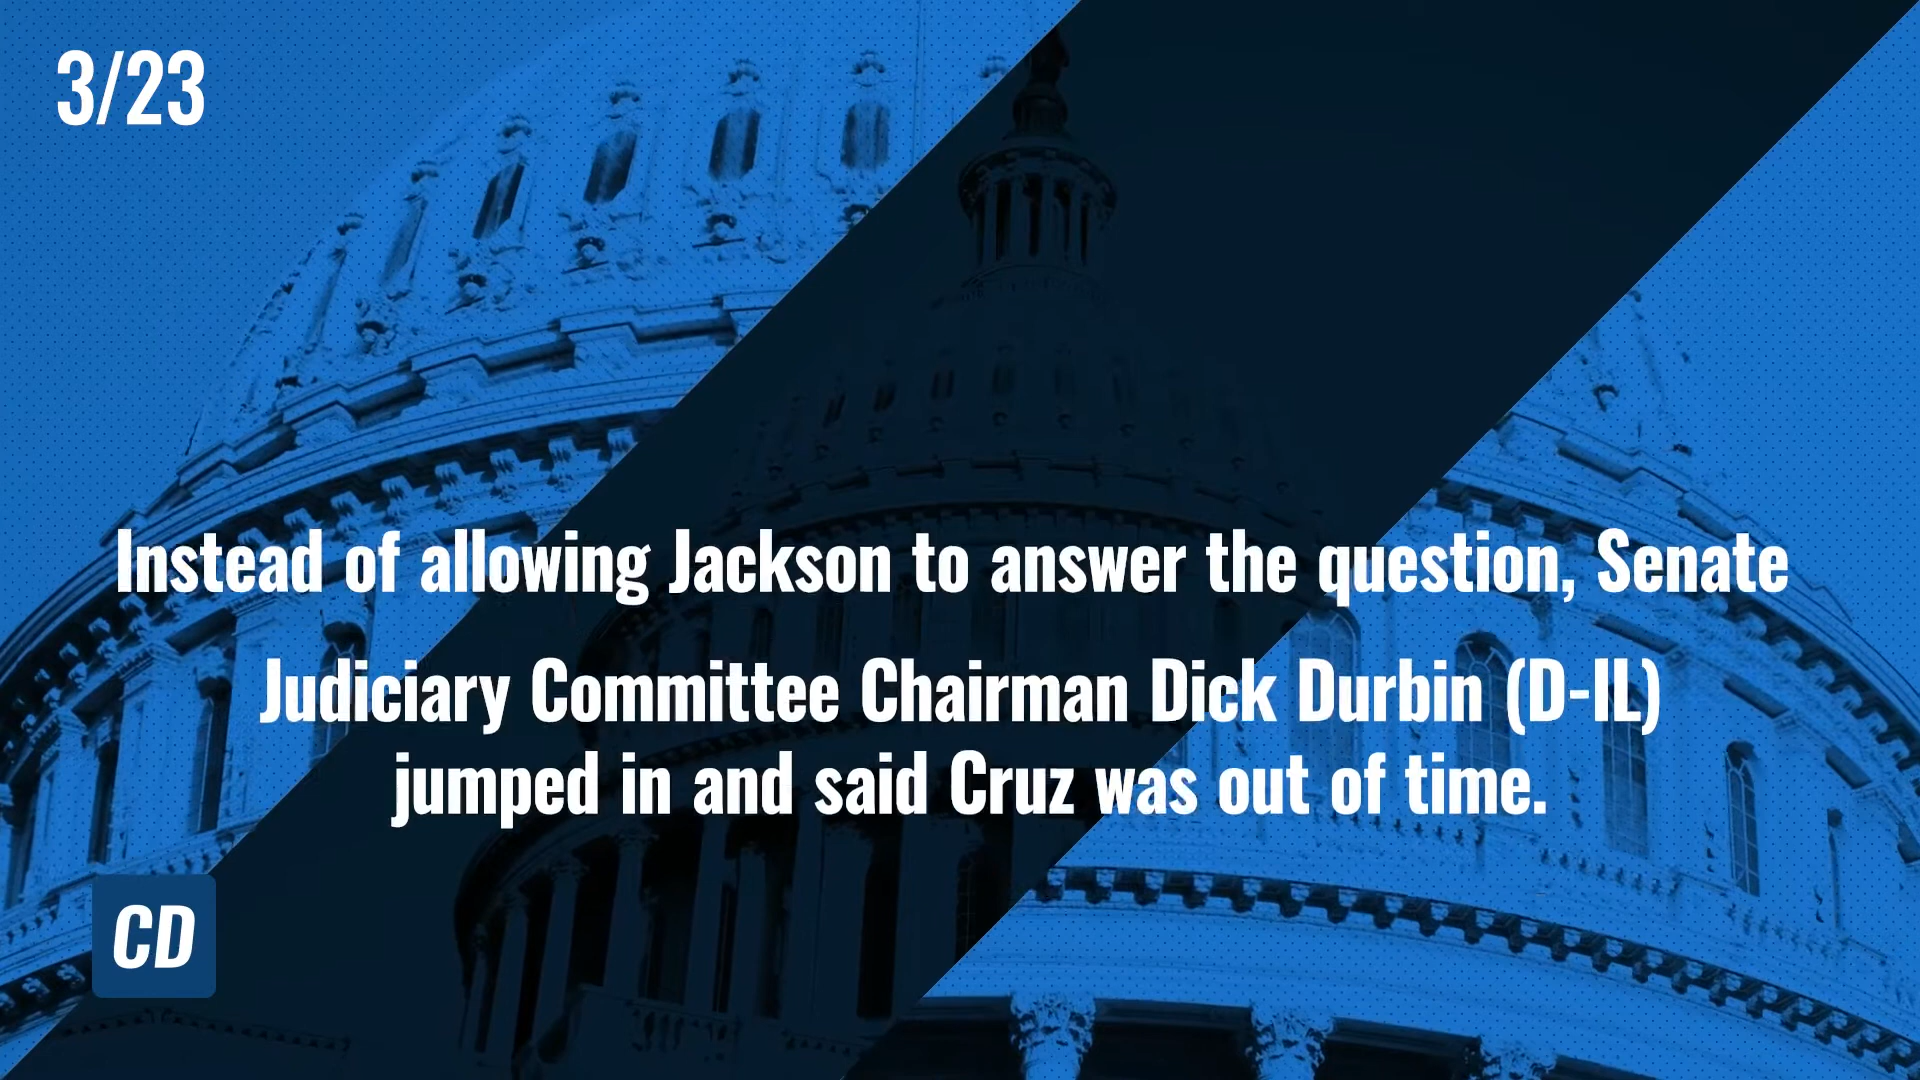 3/23
Instead of allowing Jackson to answer the question, Senate
Judiciary Committee Chairman Dick Durbin (D-IL)
jumped in and said Cruz was out of time.
CD